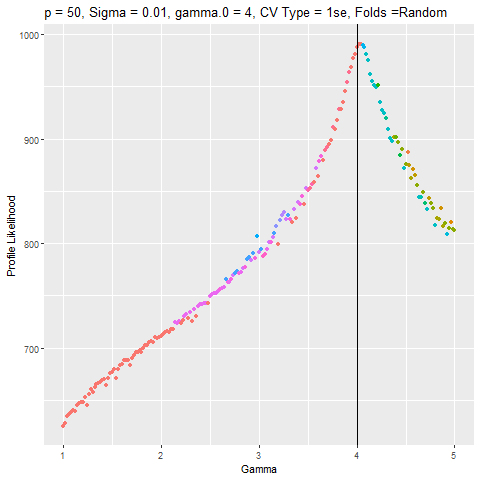 p = 50, Sigma = 0.01, gamma.0 = 4, CV Type = 1se, Folds =Random
1000
900
800
700
Profile Likelihood
1 2 3 4 5
Gamma